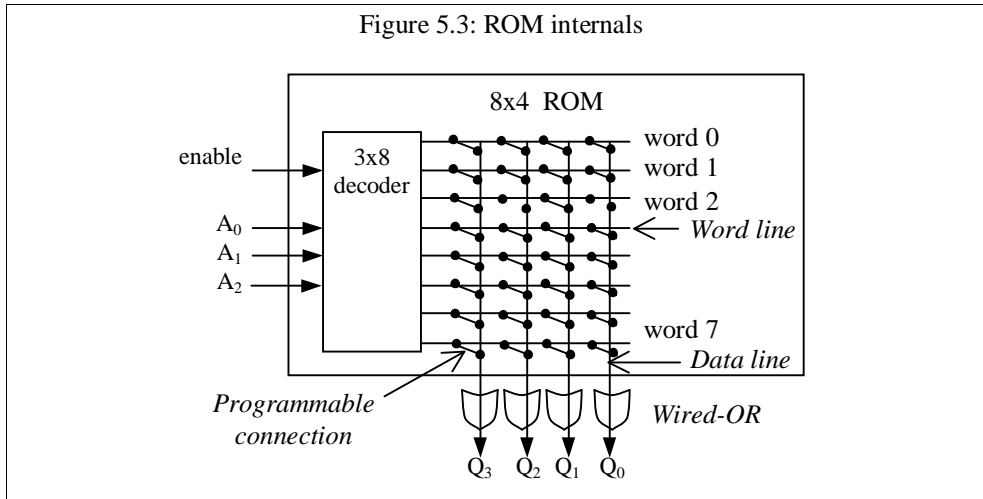 Figure 5.3: ROM internals
8x4 ROM
3x8
decoder
enable
A0
A1
A2
word 0
word 1
word 2
Word line
word 7
Data line
Programmable
connection
Wired-OR
Q3 Q2 Q1 Q0